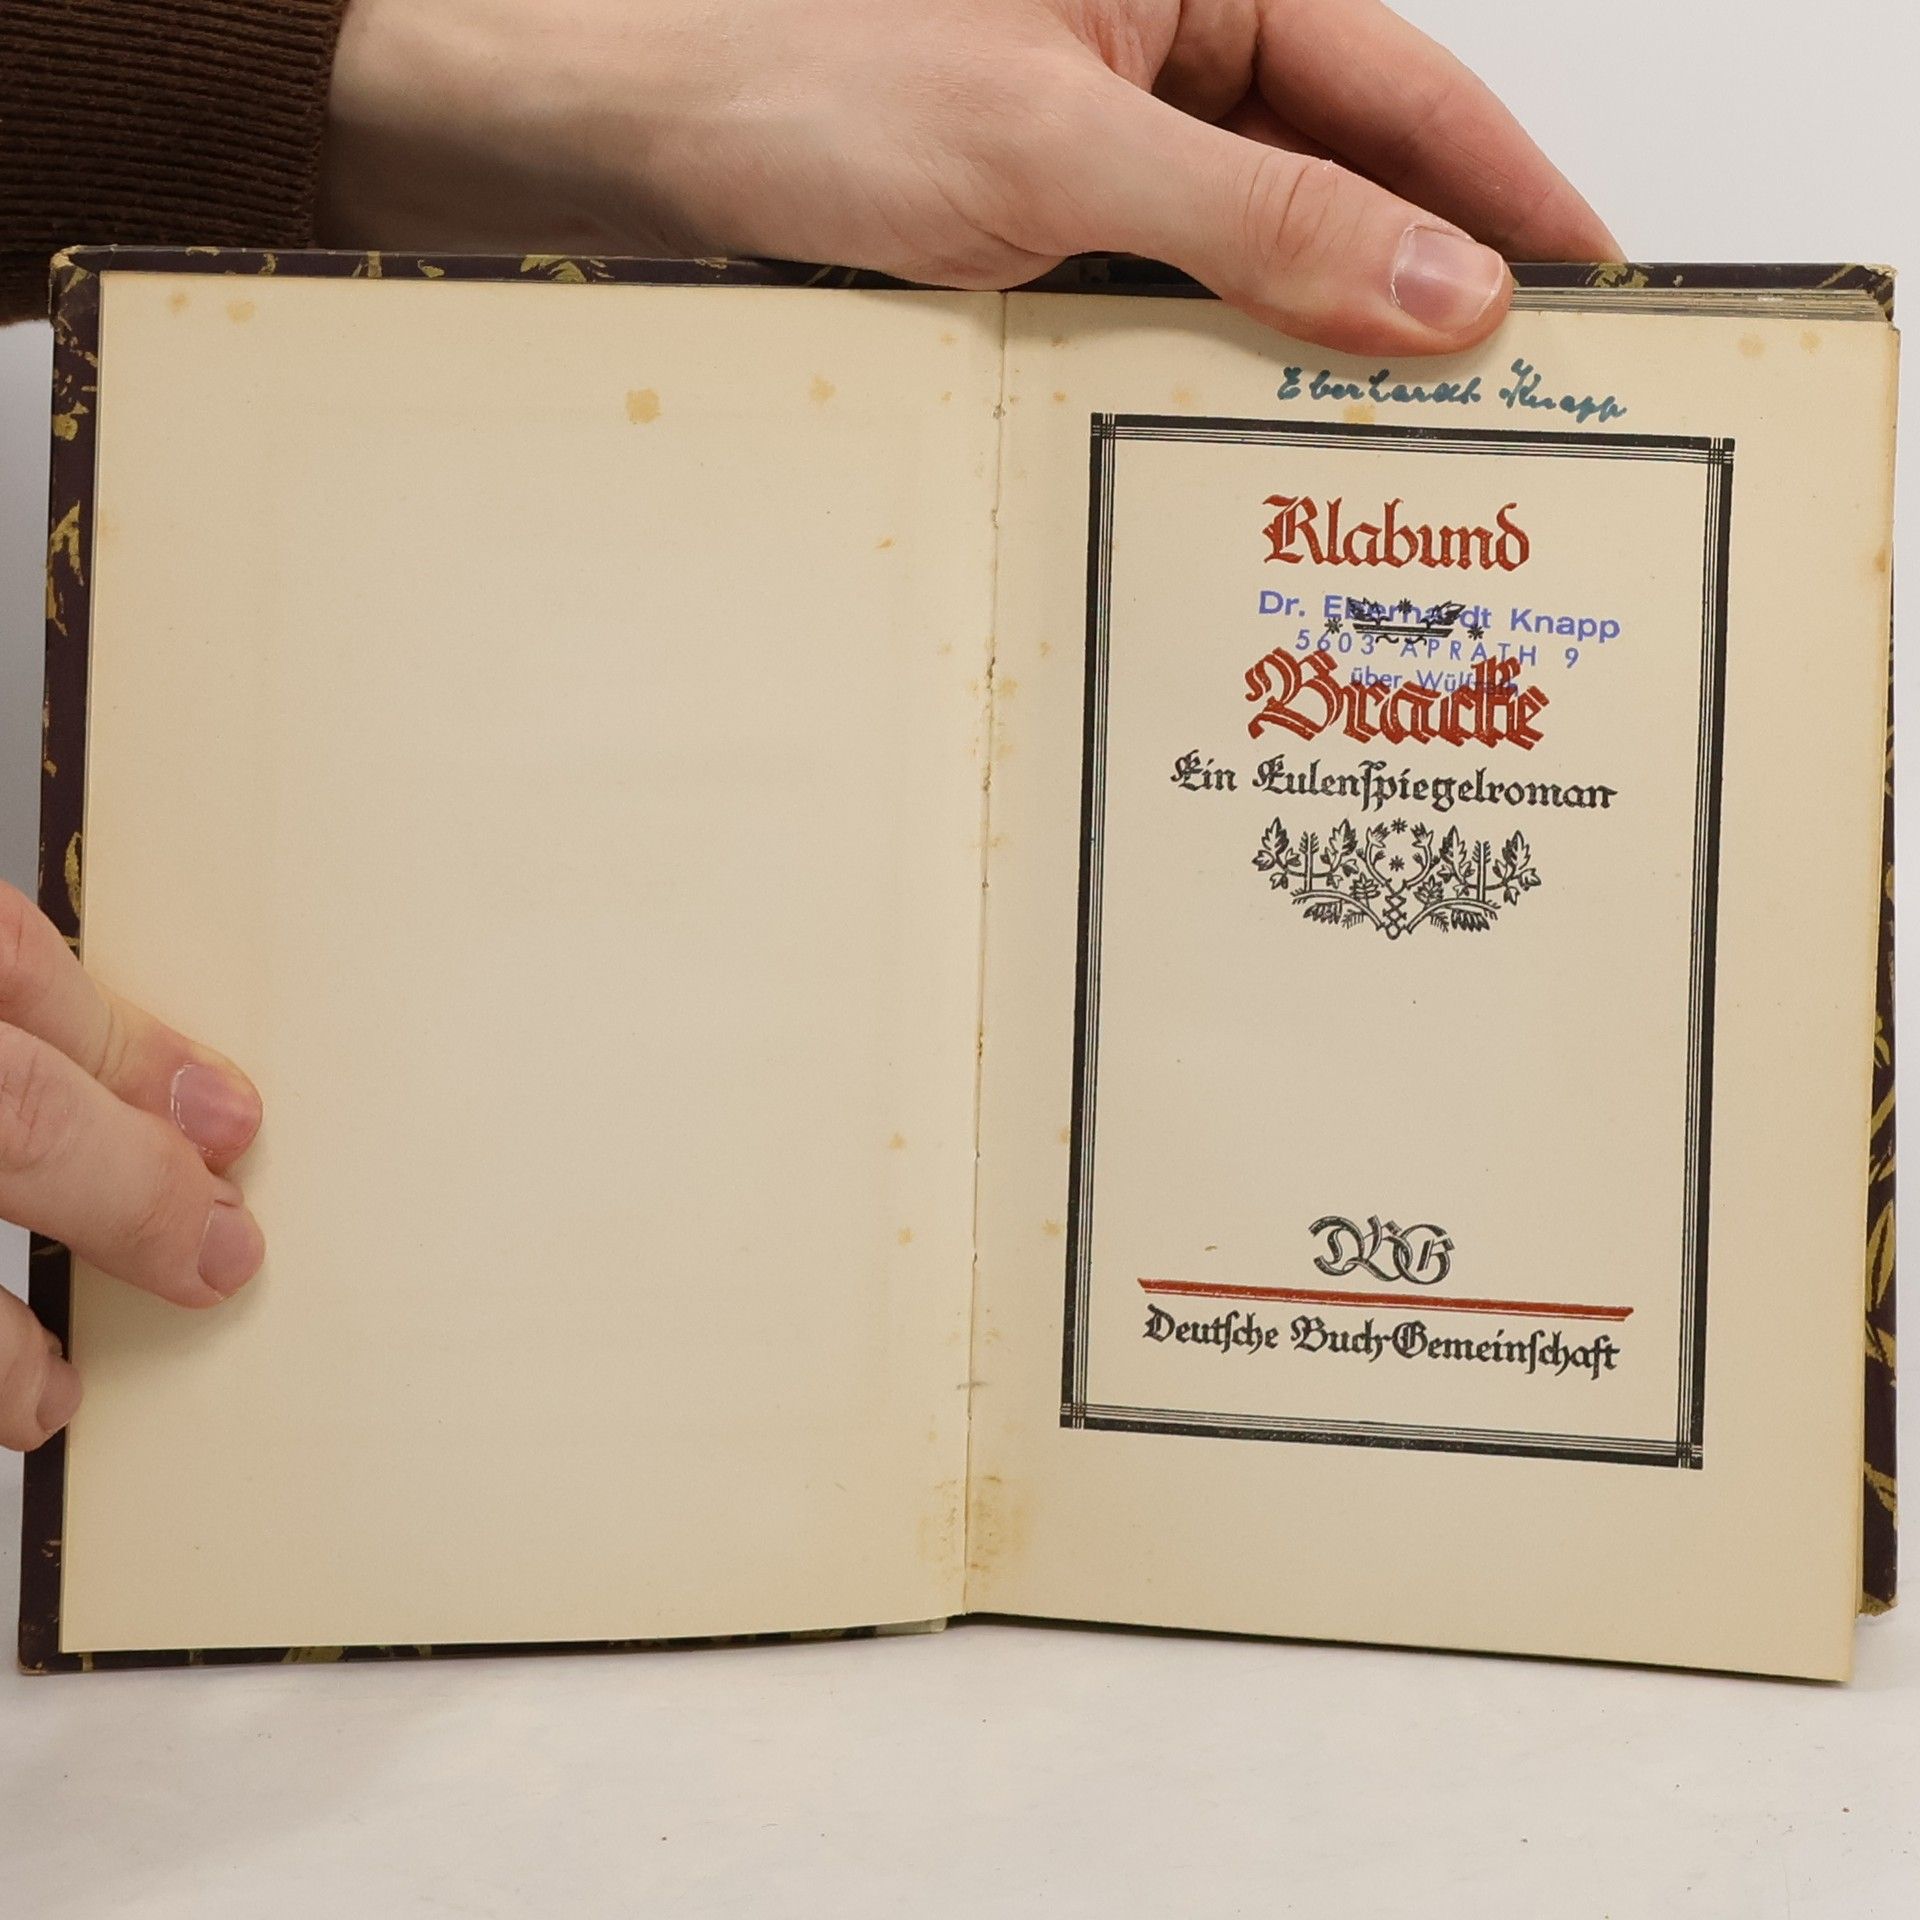 Eberhardt Knapp
Klabund
Dr. Eberhardt Knapp
5603 APRATH 9
über Wülfrath
Bracke
Ein Eulenſpiegelroman
DBG
Deutſche Buch-Gemeinſchaft